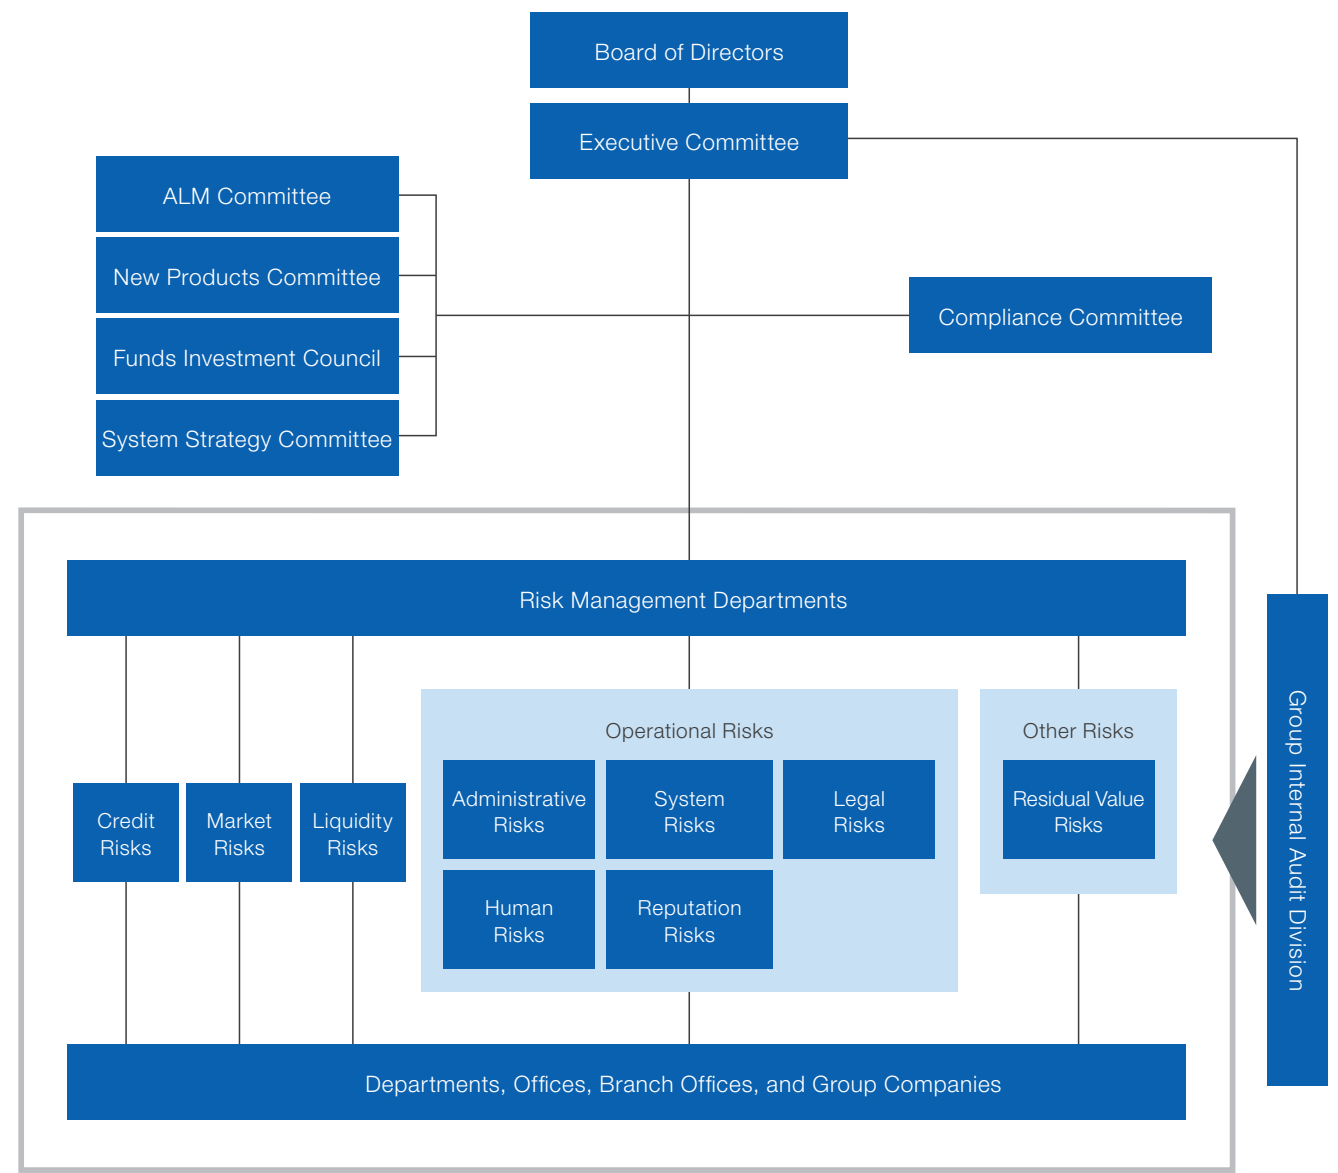 Board of Directors
Executive Committee
ALM Committee
New Products Committee
Funds Investment Council
System Strategy Committee
Compliance Committee
Risk Management Departments
Credit
Risks
Market
Risks
Liquidity
Risks
Operational Risks
Administrative
Risks
System
Risks
Legal
Risks
Human
Risks
Reputation
Risks
Other Risks
Residual Value
Risks
Departments, Offices, Branch Offices, and Group Companies
Group Internal Audit Division